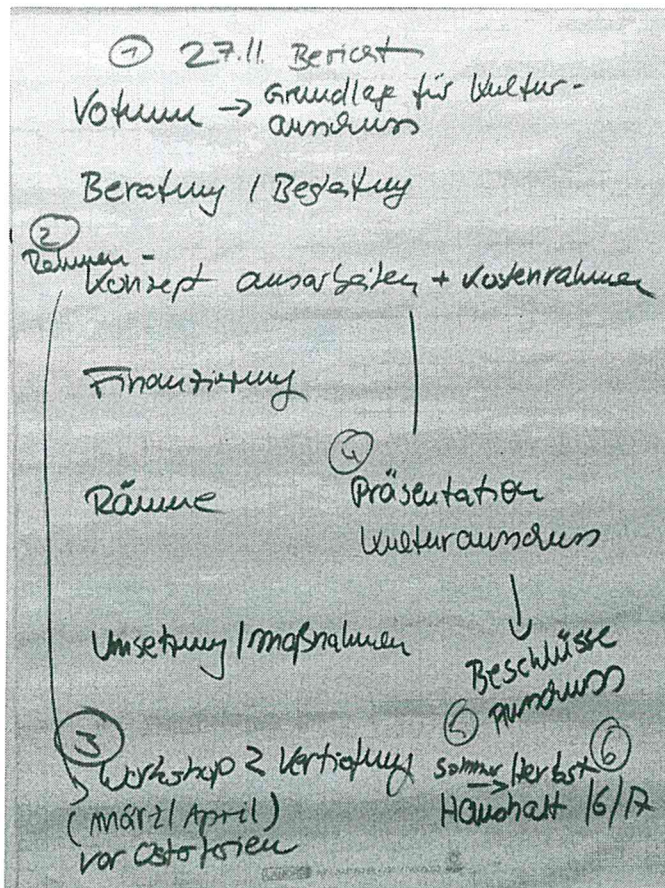 ① 27.11. Bericht
Votum → Grundlage für Kultur-
ausschuss
Beratung / Begleitung
②
Rahmen-
Konzept ausarbeiten + Kostenrahmen
Finanzierung
④
Räume
Präsentation
Kulturausschuss
Umsetzung / Maßnahmen
Beschlüsse
Ausschuss
③
Workshop 2 Vertiefung
(März / April)
vor Osterferien
⑤
Sommer / Herbst ⑥
→
Haushalt 16/17